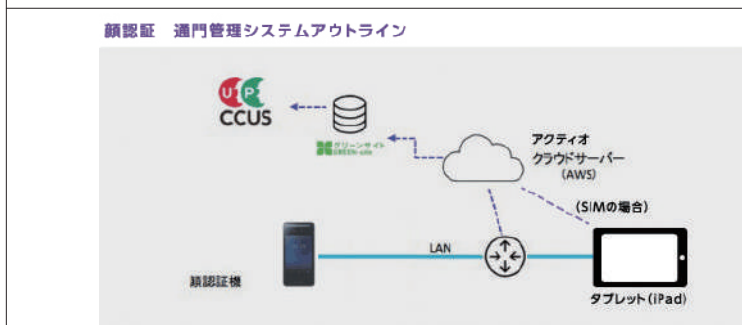 顔認証 通門管理システムアウトライン
U P
CCUS
グリーンサイト
GREEN-site
アクティオ
クラウドサーバー
(AWS)
(SIMの場合)
LAN
顔認証機
タブレット(iPad)